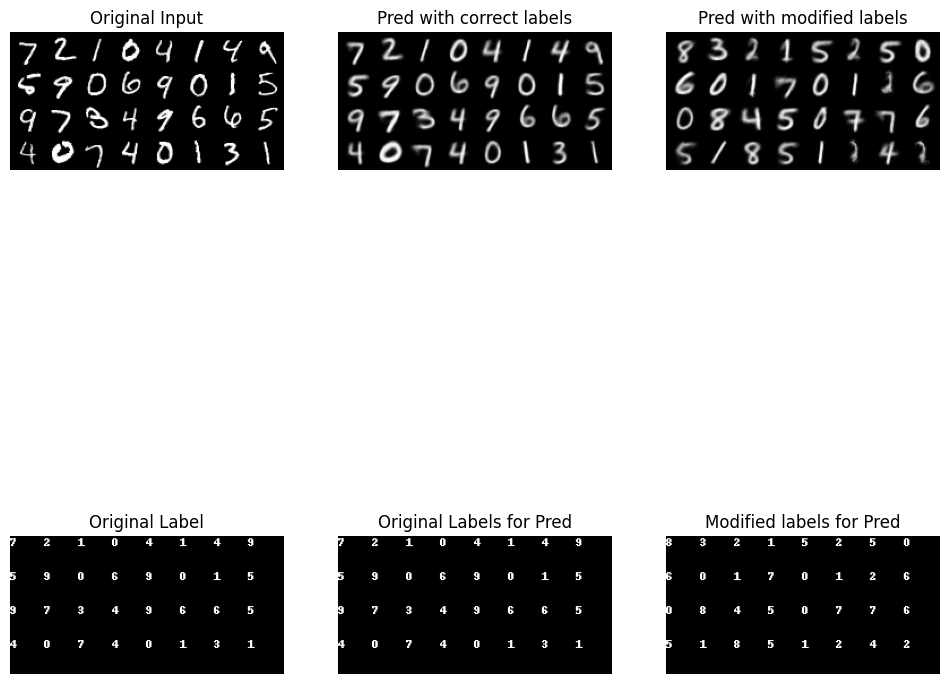 Original Input
Pred with correct labels
Pred with modified labels
7 2 1 0 4 1 4 9
5 9 0 6 9 0 1 5
9 7 3 4 9 6 6 5
4 0 7 4 0 1 3 1
7 2 1 0 4 1 4 9
5 9 0 6 9 0 1 5
9 7 3 4 9 6 6 5
4 0 7 4 0 1 3 1
8 3 2 1 5 2 5 0
6 0 1 7 0 1 2 6
0 8 4 5 0 7 7 6
5 1 8 5 1 2 4 2
Original Label
Original Labels for Pred
Modified labels for Pred
7 2 1 0 4 1 4 9
5 9 0 6 9 0 1 5
9 7 3 4 9 6 6 5
4 0 7 4 0 1 3 1
7 2 1 0 4 1 4 9
5 9 0 6 9 0 1 5
9 7 3 4 9 6 6 5
4 0 7 4 0 1 3 1
8 3 2 1 5 2 5 0
6 0 1 7 0 1 2 6
0 8 4 5 0 7 7 6
5 1 8 5 1 2 4 2